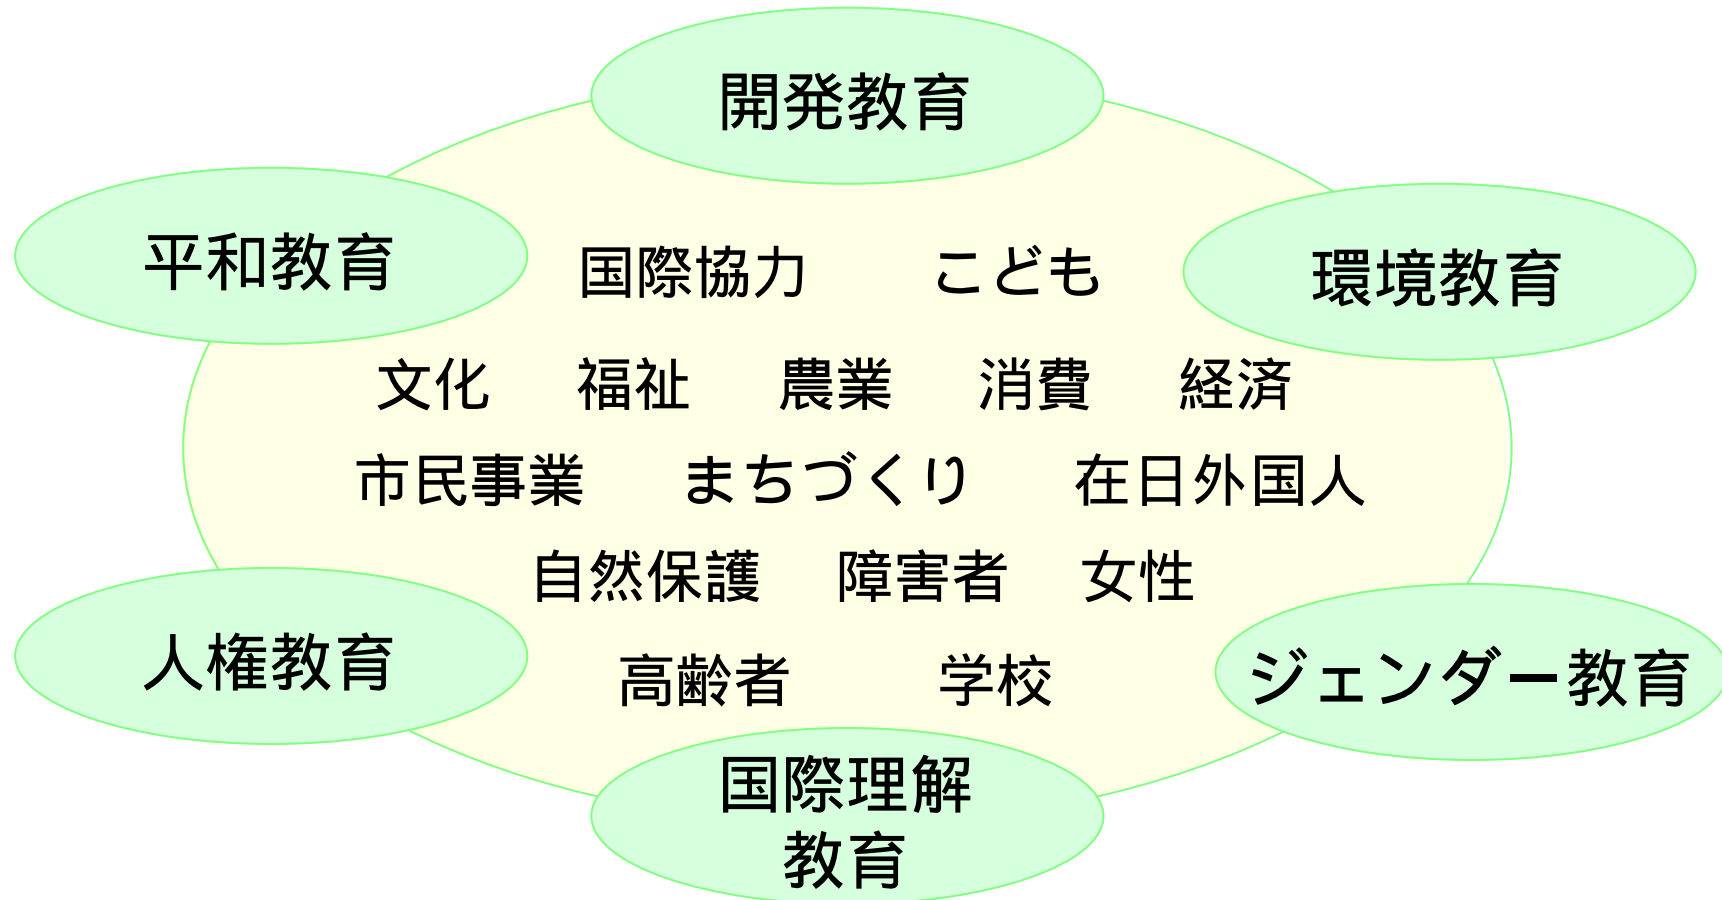 開発教育
平和教育
環境教育
国際協力 こども
文化 福祉 農業 消費 経済
市民事業 まちづくり 在日外国人
自然保護 障害者 女性
人権教育
ジェンダー教育
高齢者 学校
国際理解
教育